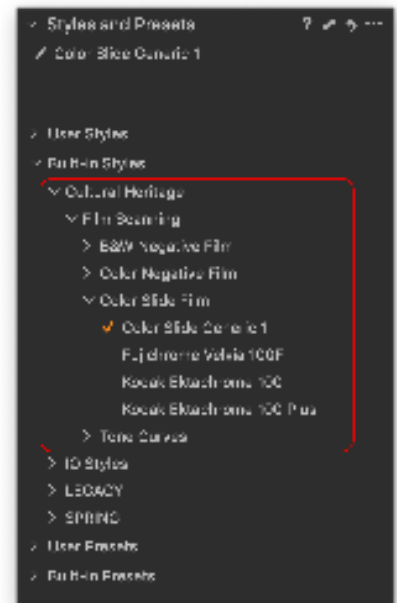 Styles and Presets ? ...
Color Slide Generic 1
User Styles
Built-in Styles
Cultural Heritage
Film Scanning
B&W Negative Film
Color Negative Film
Color Slide Film
Color Slide Generic 1
Fujichrome Velvia 100F
Kodak Ektachrome 100
Kodak Ektachrome 100 Plus
Tone Curves
IQ Styles
LEGACY
SPRING
User Presets
Built-in Presets